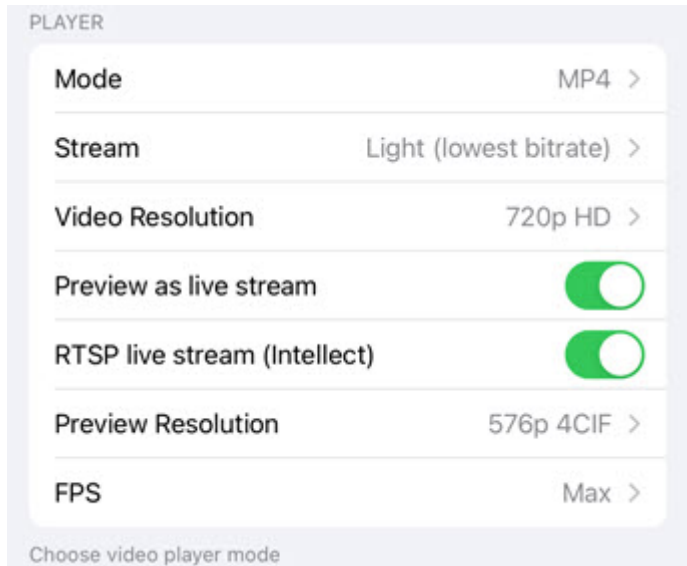 PLAYER
Mode MP4
Stream Light (lowest bitrate)
Video Resolution 720p HD
Preview as live stream
RTSP live stream (Intellect)
Preview Resolution 576p 4CIF
FPS Max
Choose video player mode